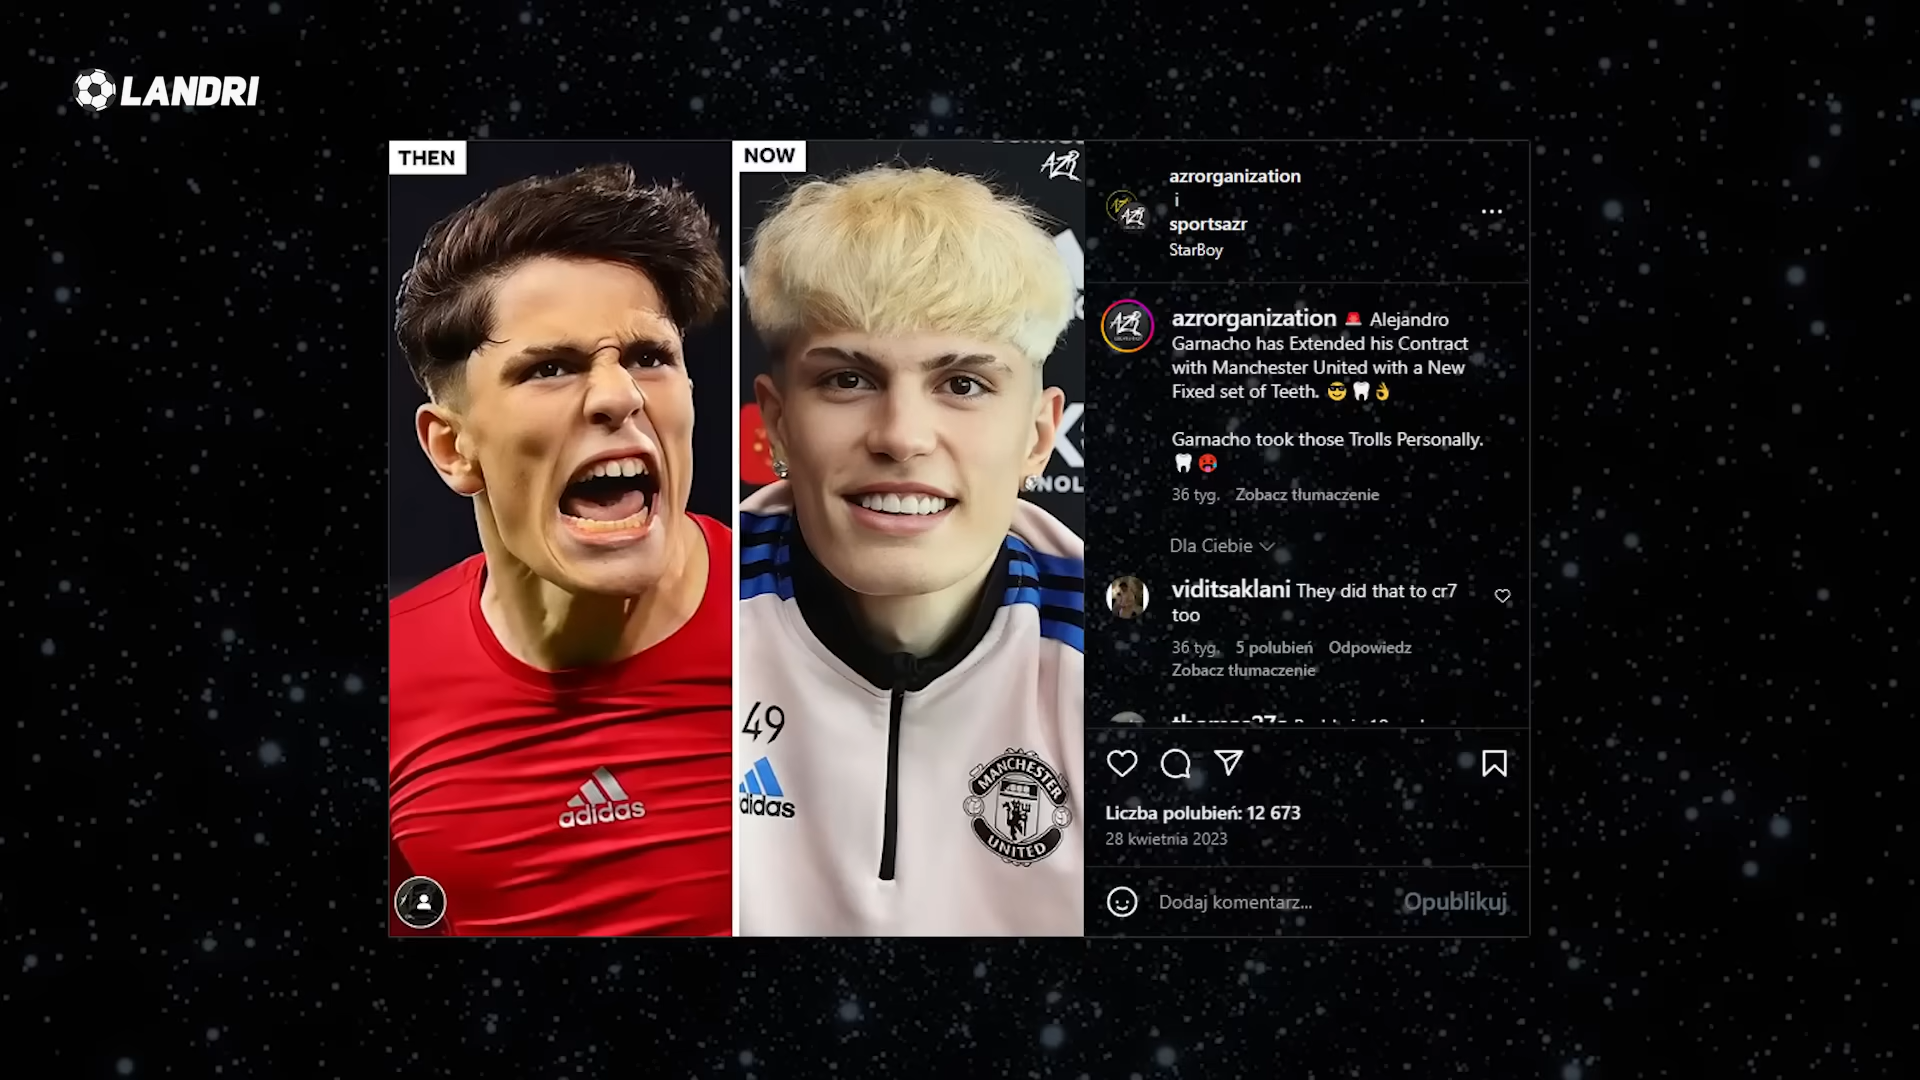 LANDRI
THEN
NOW
AZR
NOL
49
adidas
adidas
MANCHESTER
UNITED
azrorganization
i
sportsazr
StarBoy
azrorganization 🚨 Alejandro
Garnacho has Extended his Contract
with Manchester United with a New
Fixed set of Teeth. 😎🦷👌
Garnacho took those Trolls Personally.
🦷🥵
36 tyg. Zobacz tłumaczenie
Dla Ciebie
viditsaklani They did that to cr7
too
36 tyg. 5 polubień Odpowiedz
Zobacz tłumaczenie
Liczba polubień: 12 673
28 kwietnia 2023
Dodaj komentarz...
Opublikuj